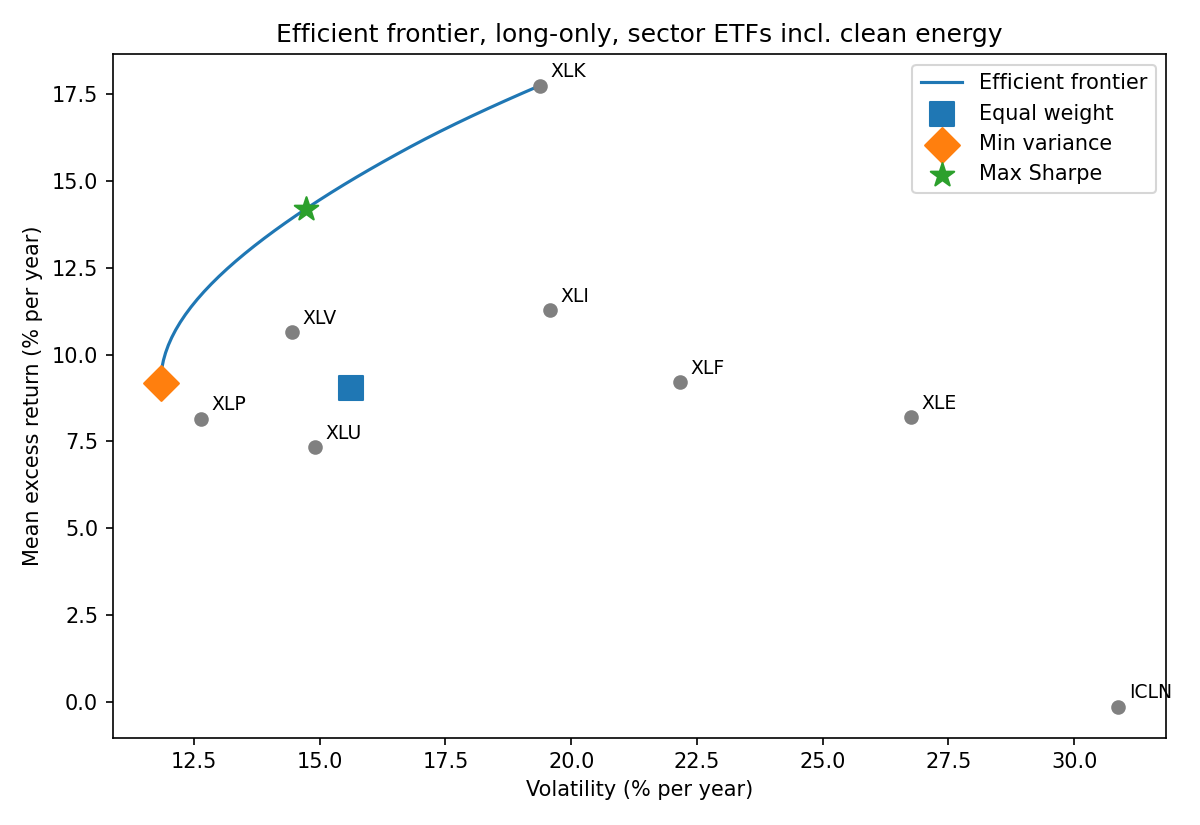 Efficient frontier, long-only, sector ETFs incl. clean energy
Efficient frontier
Equal weight
Min variance
Max Sharpe
XLK
XLI
XLV
XLF
XLP
XLE
XLU
ICLN
Mean excess return (% per year)
17.5
15.0
12.5
10.0
7.5
5.0
2.5
0.0
12.5 15.0 17.5 20.0 22.5 25.0 27.5 30.0
Volatility (% per year)